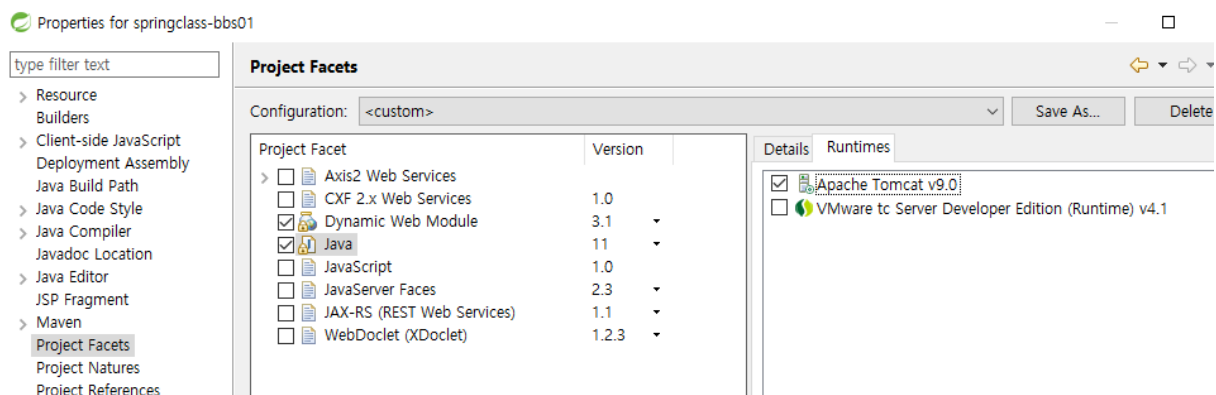 Properties for springclass-bbs01
type filter text
Resource
Builders
Client-side JavaScript
Deployment Assembly
Java Build Path
Java Code Style
Java Compiler
Javadoc Location
Java Editor
JSP Fragment
Maven
Project Facets
Project Natures
Project References
Project Facets
Configuration: <custom> Save As... Delete
Project Facet Version
Axis2 Web Services
CXF 2.x Web Services 1.0
Dynamic Web Module 3.1
Java 11
JavaScript 1.0
JavaServer Faces 2.3
JAX-RS (REST Web Services) 1.1
WebDoclet (XDoclet) 1.2.3
Details Runtimes
Apache Tomcat v9.0
VMware tc Server Developer Edition (Runtime) v4.1